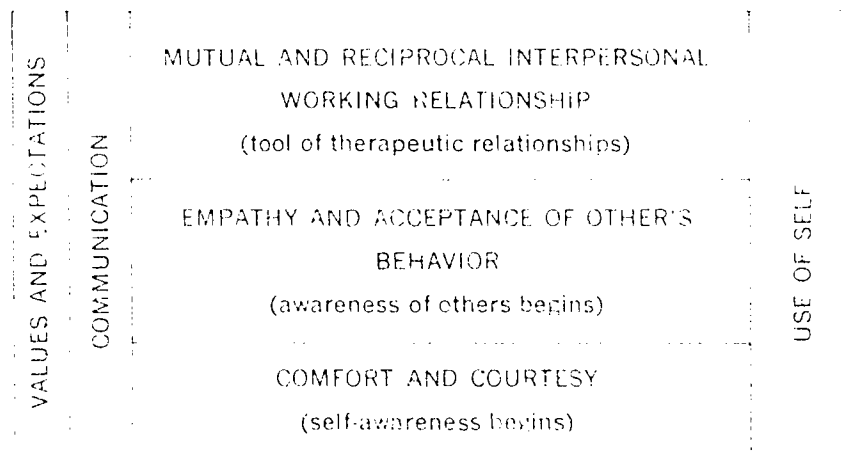 VALUES AND EXPECTATIONS
COMMUNICATION
MUTUAL AND RECIPROCAL INTERPERSONAL
WORKING RELATIONSHIP
(tool of therapeutic relationships)
EMPATHY AND ACCEPTANCE OF OTHER'S
BEHAVIOR
(awareness of others begins)
COMFORT AND COURTESY
(self-awareness begins)
USE OF SELF